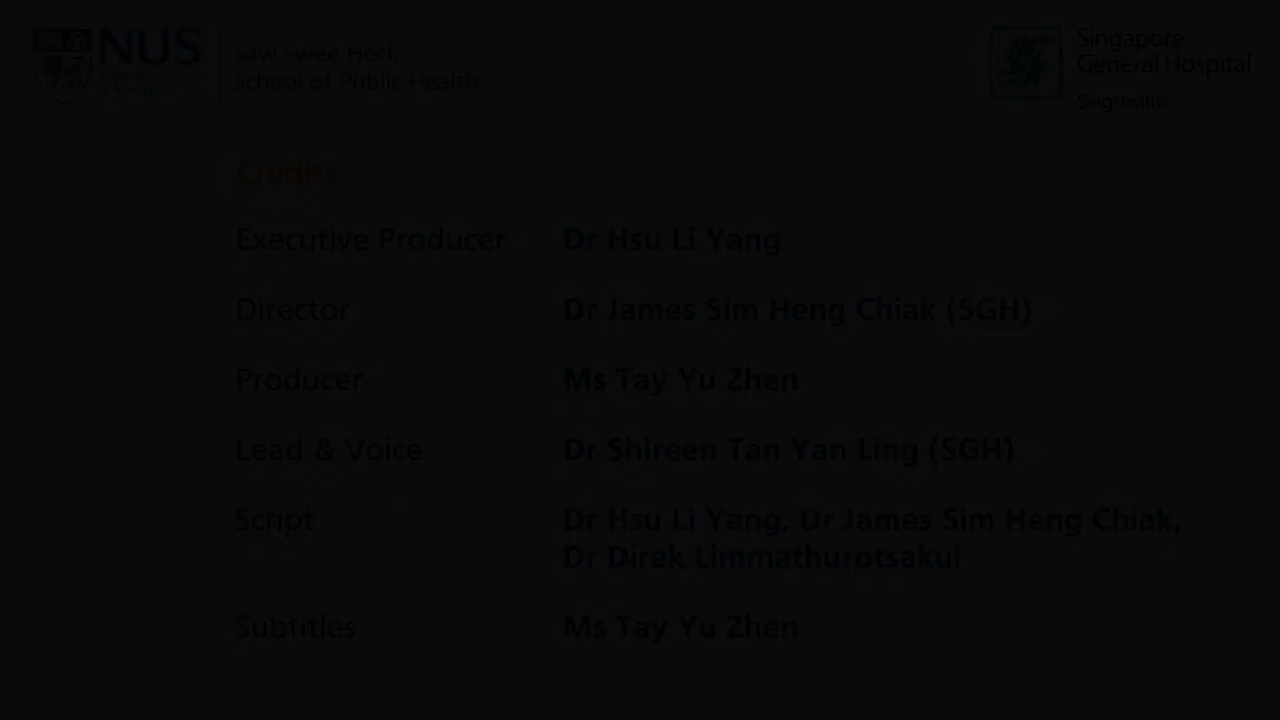 NUS
Saw Swee Hock
School of Public Health
Singapore
General Hospital
SingHealth
Credits
Executive Producer Dr Hsu Li Yang
Director Dr James Sim Heng Chiak (SGH)
Producer Ms Tay Yu Zhen
Lead & Voice Dr Shireen Tan Yan Ling (SGH)
Script Dr Hsu Li Yang, Dr James Sim Heng Chiak,
Dr Direk Limmathurotsakul
Subtitles Ms Tay Yu Zhen